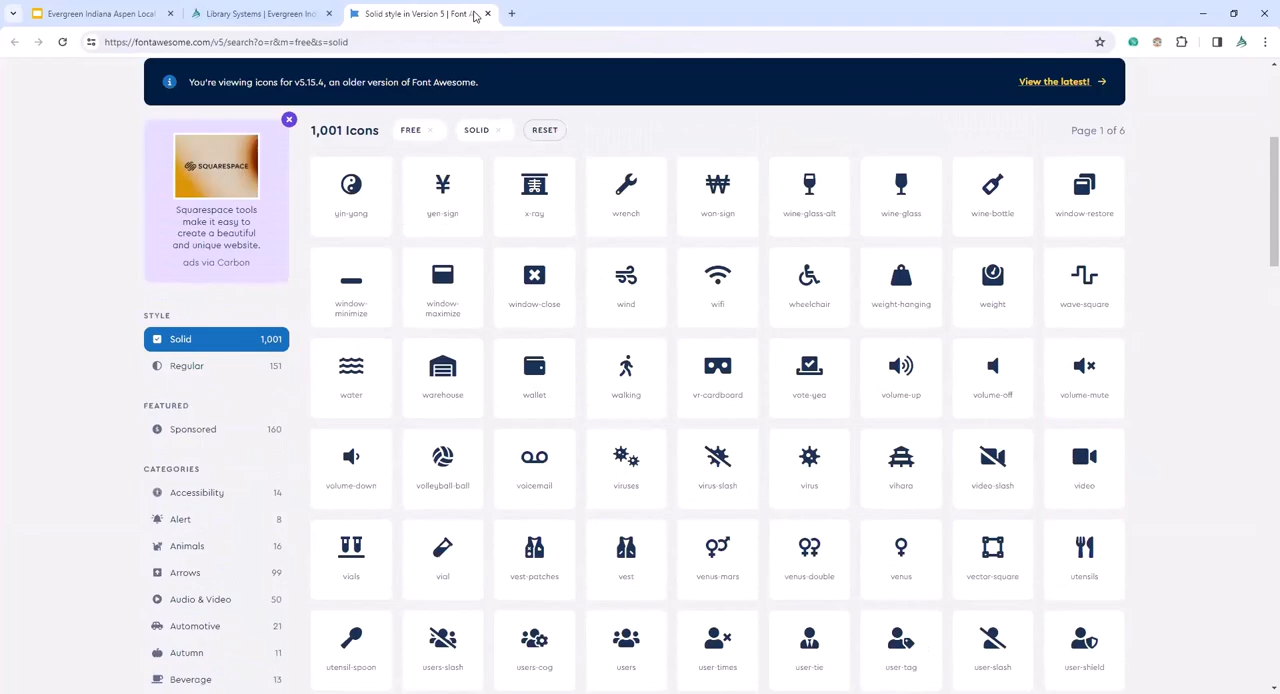 Evergreen Indiana Aspen Local
Library Systems | Evergreen Ind
Solid style in Version 5 | Font A
https://fontawesome.com/v5/search?o=r&m=free&s=solid
You're viewing icons for v5.15.4, an older version of Font Awesome.
View the latest!
SQUARESPACE
Squarespace tools
make it easy to
create a beautiful
and unique website.
ads via Carbon
STYLE
Solid 1,001
Regular 151
FEATURED
Sponsored 160
CATEGORIES
Accessibility 14
Alert 8
Animals 16
Arrows 99
Audio & Video 50
Automotive 21
Autumn 11
Beverage 13
1,001 Icons
FREE
SOLID
RESET
Page 1 of 6
yin-yang yen-sign x-ray wrench won-sign wine-glass-alt wine-glass wine-bottle window-restore
window-minimize window-maximize window-close wind wifi wheelchair weight-hanging weight wave-square
water warehouse wallet walking vr-cardboard vote-yea volume-up volume-off volume-mute
volume-down volleyball-ball voicemail viruses virus-slash virus vihara video-slash video
vials vial vest-patches vest venus-mars venus-double venus vector-square utensils
utensil-spoon users-slash users-cog users user-times user-tie user-tag user-slash user-shield